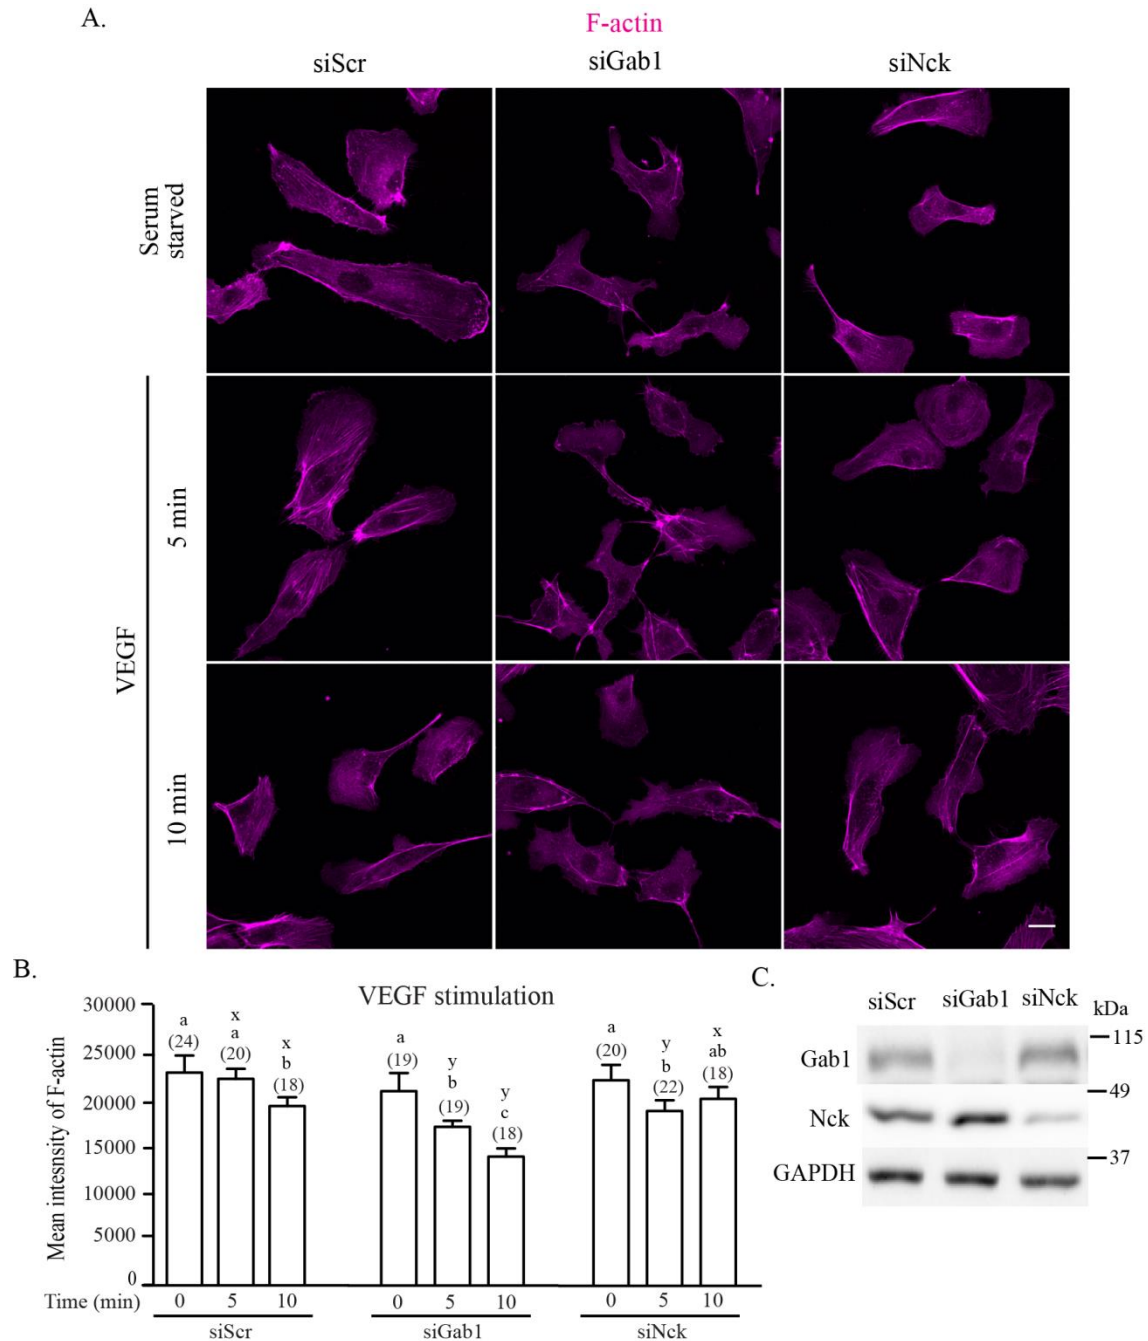 A.
F-actin
siScr siGab1 siNck
Serum
starved
5 min
VEGF
10 min
B.
VEGF stimulation
Mean intesnsity of F-actin
30000
25000
20000
15000
10000
5000
0
a
(24)
x
a
(20)
x
b
(18)
a
(19)
y
b
(19)
y
c
(18)
a
(20)
y
b
(22)
x
ab
(18)
Time (min) 0 5 10 0 5 10 0 5 10
siScr siGab1 siNck
C.
siScr siGab1 siNck kDa
Gab1 115
49
Nck
37
GAPDH